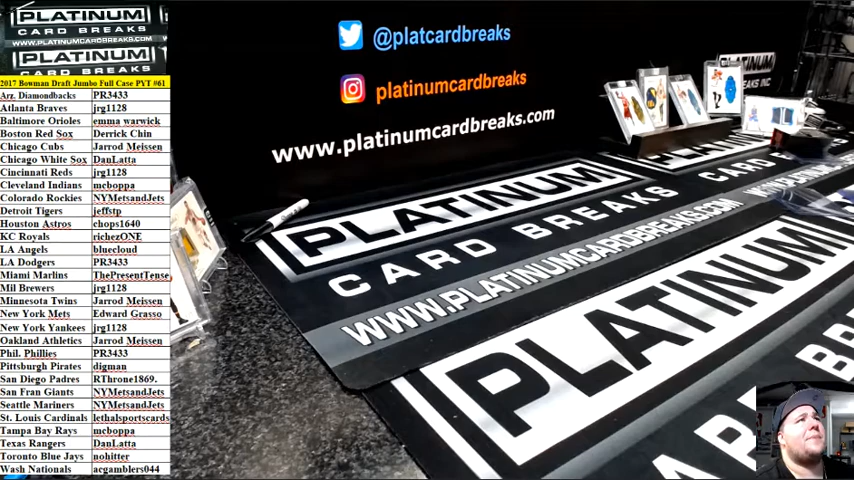 PLATINUM
CARD BREAKS
WWW.PLATINUMCARDBREAKS.COM
PLATINUM
CARD BREAKS
2017 Bowman Draft Jumbo Full Case PYT #61
Arz. Diamondbacks PR3433
Atlanta Braves jrg1128
Baltimore Orioles emma warwick
Boston Red Sox Derrick Chin
Chicago Cubs Jarrod Meissen
Chicago White Sox DanLatta
Cincinnati Reds jrg1128
Cleveland Indians mcboppa
Colorado Rockies NYMetsandJets
Detroit Tigers jeffstp
Houston Astros chops1640
KC Royals richezONE
LA Angels bluecloud
LA Dodgers PR3433
Miami Marlins ThePresentTense
Mil Brewers jrg1128
Minnesota Twins Jarrod Meissen
New York Mets Edward Grasso
New York Yankees jrg1128
Oakland Athletics Jarrod Meissen
Phil. Phillies PR3433
Pittsburgh Pirates digman
San Diego Padres RThrone1869.
San Fran Giants NYMetsandJets
Seattle Mariners NYMetsandJets
St. Louis Cardinals lethalsportscards
Tampa Bay Rays mcboppa
Texas Rangers DanLatta
Toronto Blue Jays nohitter
Wash Nationals acgamblers044
@platcardbreaks
platinumcardbreaks
www.platinumcardbreaks.com
PLATINUM
CARD BREAKS
WWW.PLATINUMCARDBREAKS.COM
PLATINUM